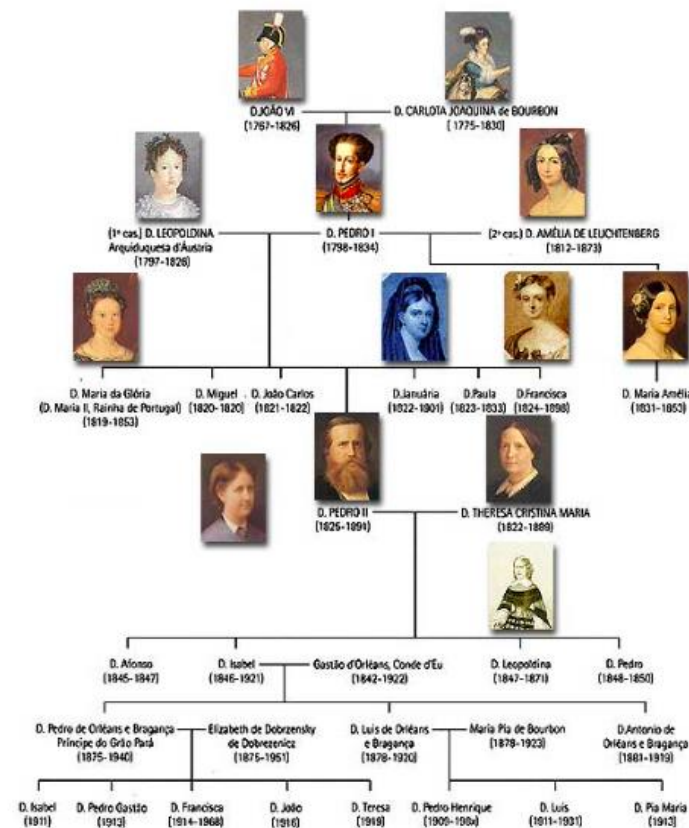 D.JOÃO VI
(1767-1826)
D. CARLOTA JOAQUINA de BOURBON
( 1775-1830)
(1º cas.) D. LEOPOLDINA
Arquiduquesa d'Áustria
(1797-1826)
D. PEDRO I
(1798-1834)
(2º cas.) D. AMÉLIA DE LEUCHTENBERG
(1812-1873)
D. Maria da Glória
(D. Maria II, Rainha de Portugal)
(1819-1853)
D. Miguel
(1820-1820)
D. João Carlos
(1821-1822)
D.Januária
(1822-1901)
D.Paula
(1823-1833)
D.Francisca
(1824-1898)
D. Maria Amélia
(1831-1853)
D. PEDRO II
(1825-1891)
D. THERESA CRISTINA MARIA
(1822-1889)
D. Afonso
(1845-1847)
D. Isabel
(1846-1921)
Gastão d'Orléans, Conde d'Eu
(1842-1922)
D. Leopoldina
(1847-1871)
D. Pedro
(1848-1850)
D. Pedro de Orléans e Bragança
Príncipe do Grão Pará
(1875-1940)
Elizabeth de Dobrzensky
de Dobrezenicz
(1875-1951)
D. Luis de Orléans
e Bragança
(1878-1920)
Maria Pia de Bourbon
(1878-1923)
D.Antonio de
Orléans e Bragança
(1881-1919)
D. Isabel
(1911)
D. Pedro Gastão
(1913)
D. Francisca
(1914-1968)
D. João
(1916)
D. Teresa
(1919)
D. Pedro Henrique
D. Luis
(1911-1931)
D. Pia Maria
(1913)